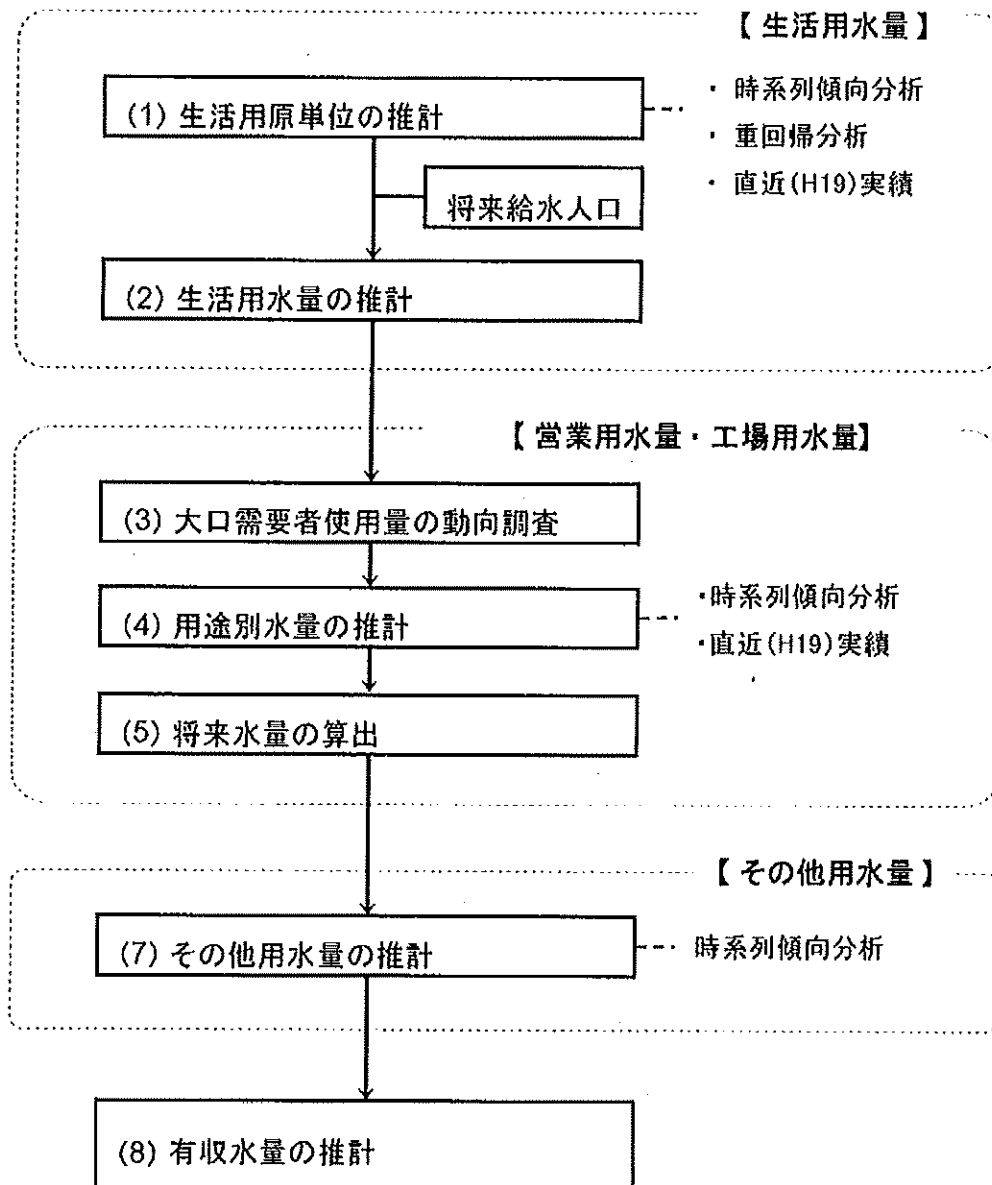 【 生活用水量 】
(1) 生活用原単位の推計
・ 時系列傾向分析
・ 重回帰分析
・ 直近(H19)実績
将来給水人口
(2) 生活用水量の推計
【 営業用水量・工場用水量】
(3) 大口需要者使用量の動向調査
(4) 用途別水量の推計
・時系列傾向分析
・直近(H19)実績
(5) 将来水量の算出
【 その他用水量 】
(7) その他用水量の推計
時系列傾向分析
(8) 有収水量の推計